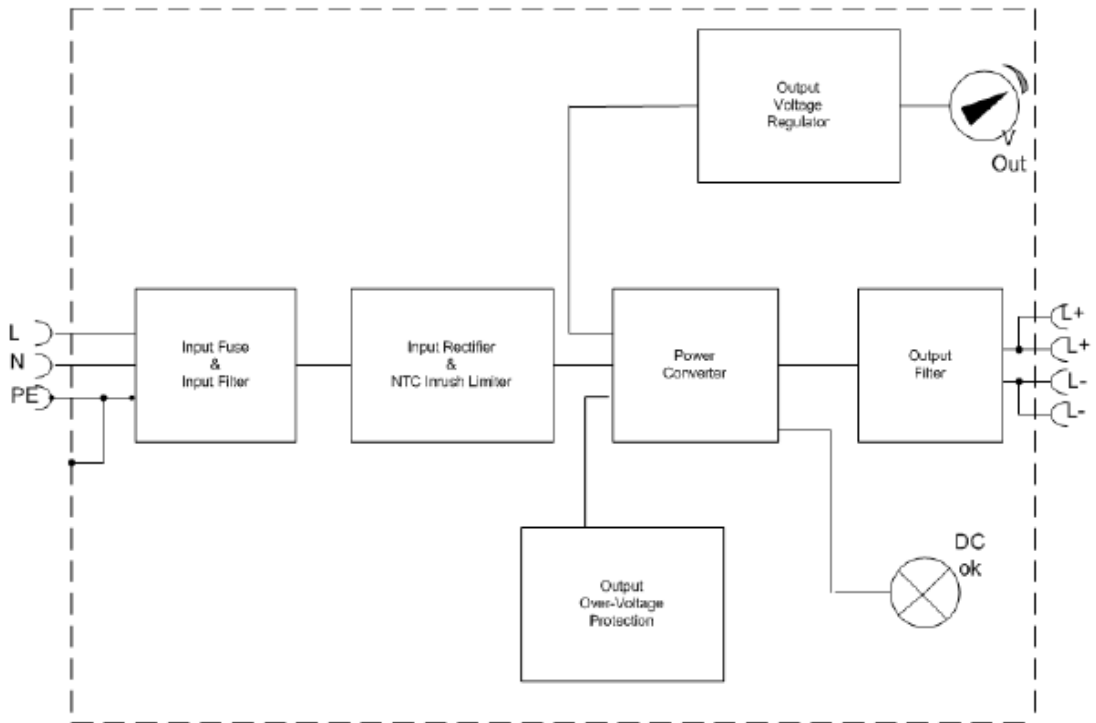 Output
Voltage
Regulator
V
Out
L
N
PE
Input Fuse
&
Input Filter
Input Rectifier
&
NTC Inrush Limiter
Power
Converter
Output
Filter
L+
L+
L-
L-
Output
Over-Voltage
Protection
DC
ok